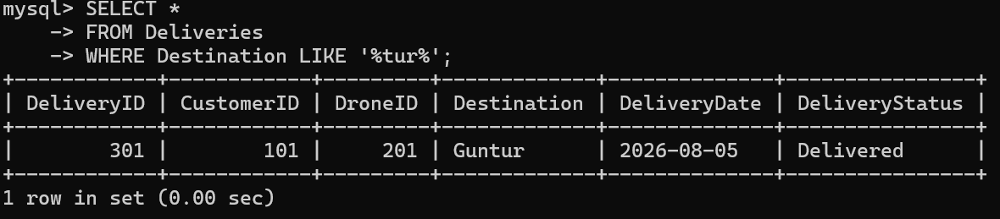 mysql> SELECT *
    -> FROM Deliveries
    -> WHERE Destination LIKE '%tur%';
+------------+------------+---------+-------------+--------------+----------------+
| DeliveryID | CustomerID | DroneID | Destination | DeliveryDate | DeliveryStatus |
+------------+------------+---------+-------------+--------------+----------------+
|        301 |        101 |     201 | Guntur      | 2026-08-05   | Delivered      |
+------------+------------+---------+-------------+--------------+----------------+
1 row in set (0.00 sec)